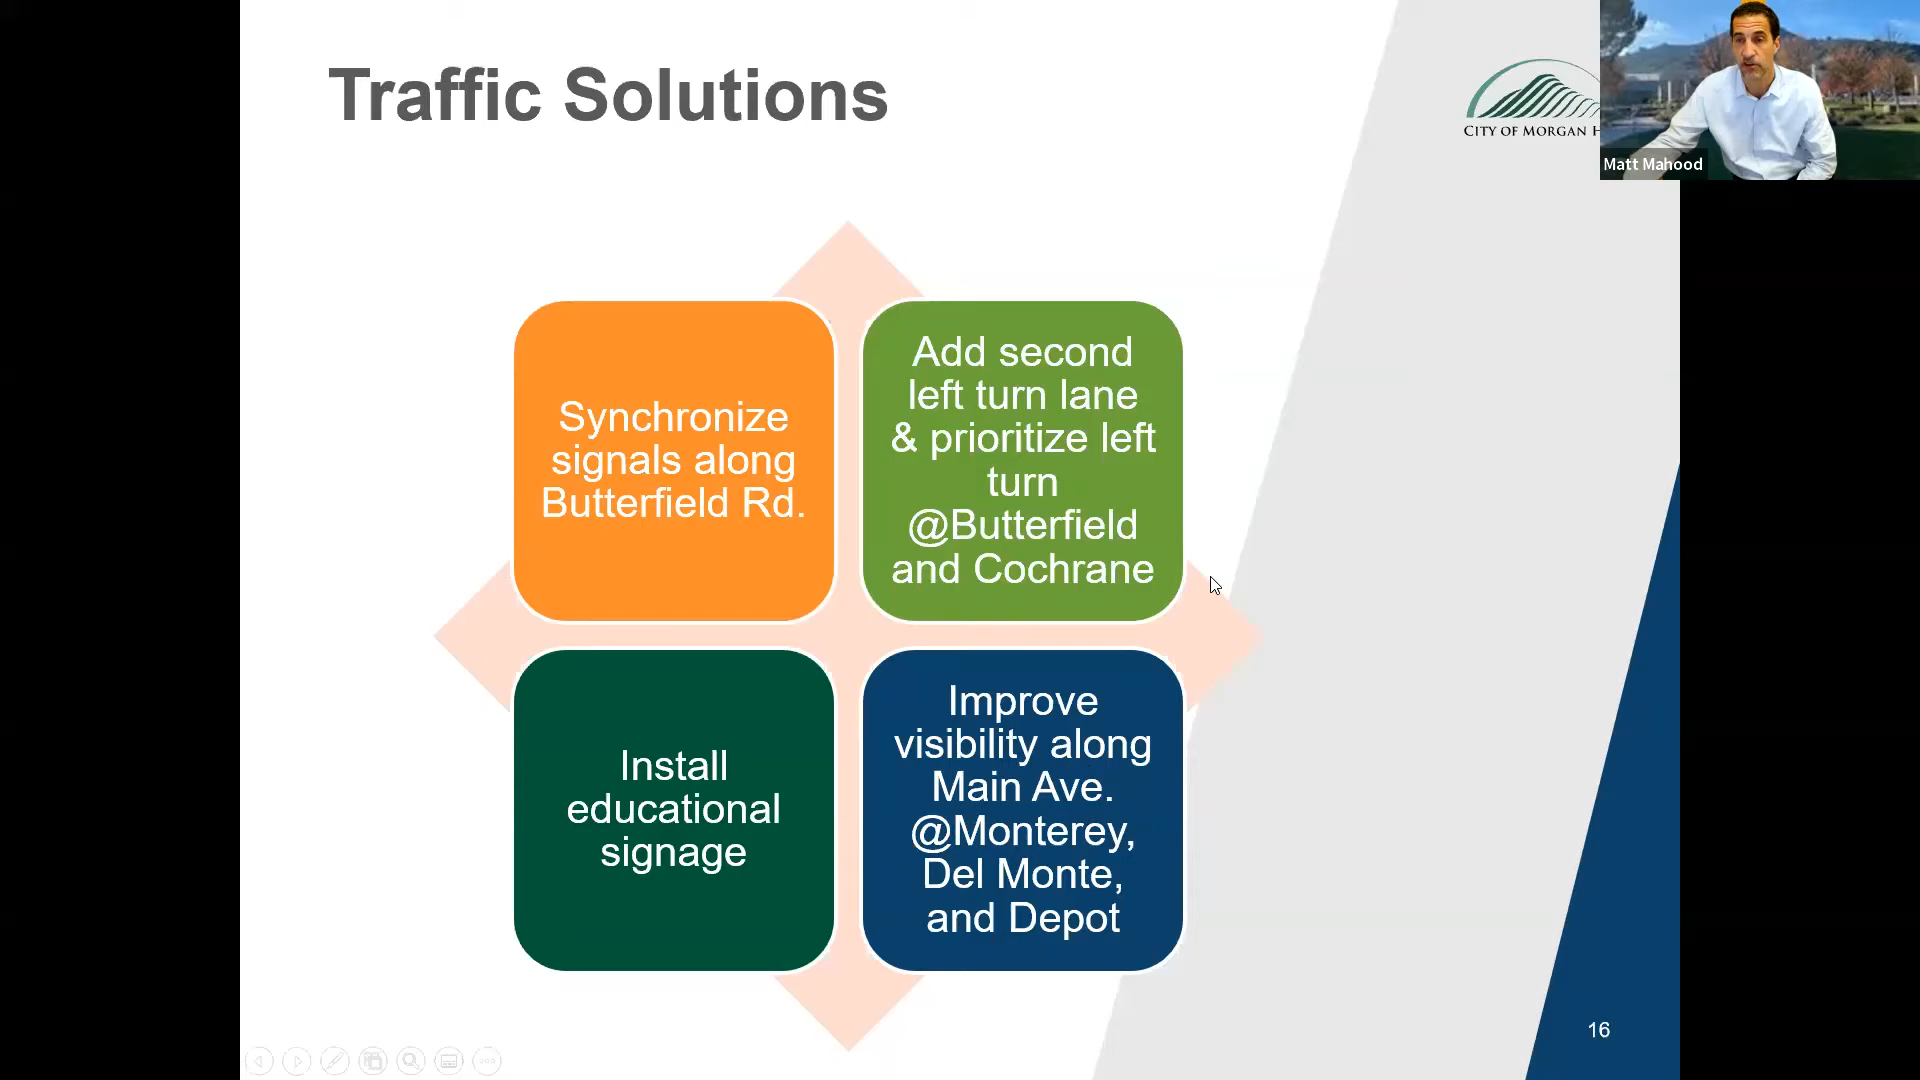 Traffic Solutions
CITY OF MORGAN H
Matt Mahood
Synchronize
signals along
Butterfield Rd.
Add second
left turn lane
& prioritize left
turn
@Butterfield
and Cochrane
Install
educational
signage
Improve
visibility along
Main Ave.
@Monterey,
Del Monte,
and Depot
16